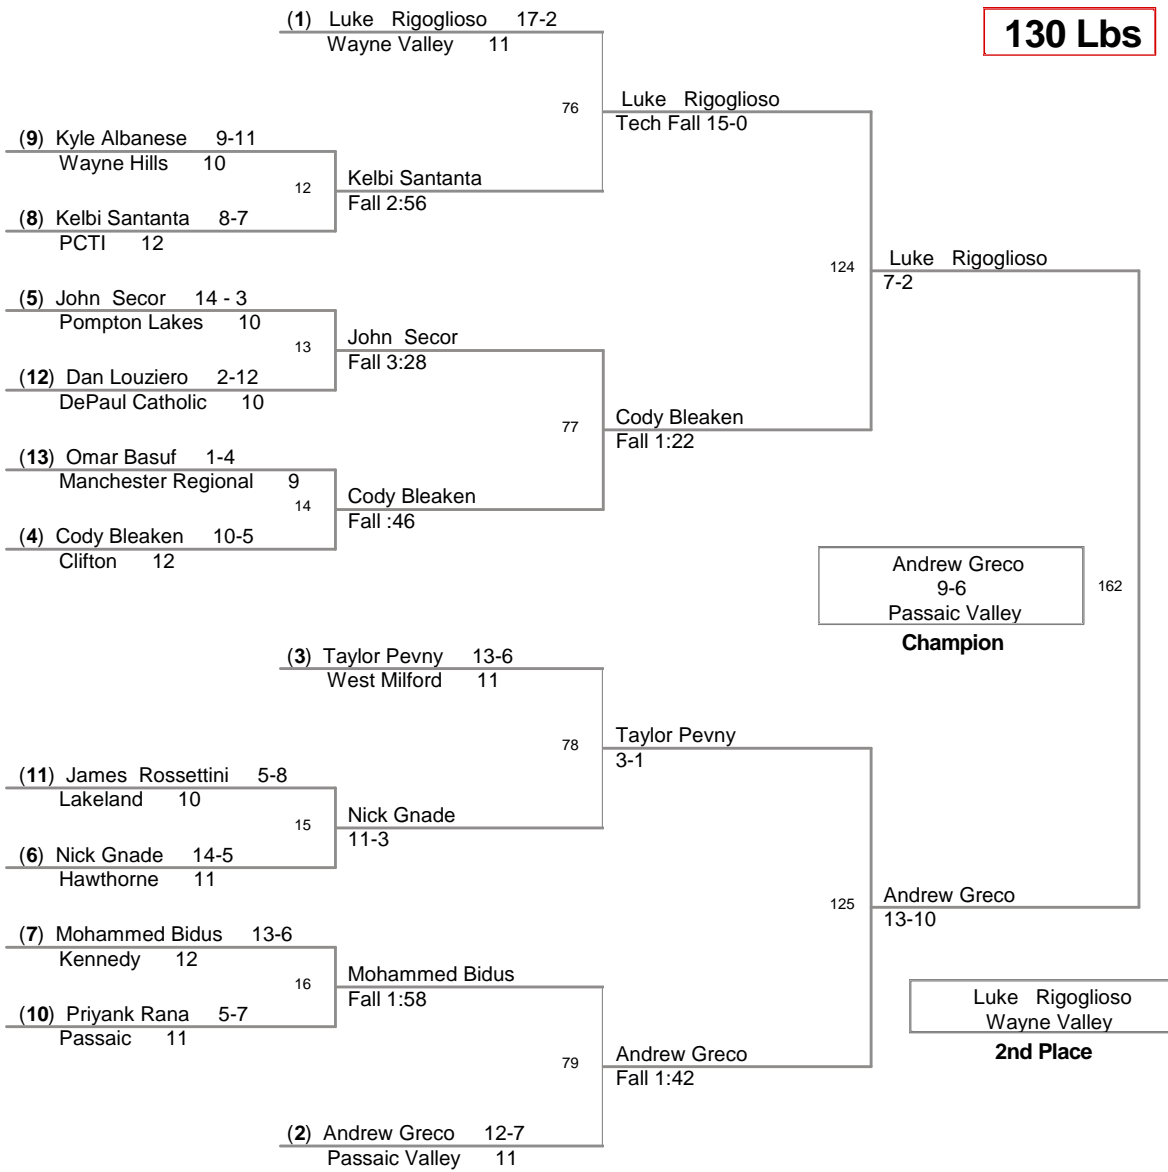 (1) Luke Rigoglioso 17-2
Wayne Valley 11
130 Lbs
76
Luke Rigoglioso
Tech Fall 15-0
(9) Kyle Albanese 9-11
Wayne Hills 10
12
Kelbi Santanta
Fall 2:56
(8) Kelbi Santanta 8-7
PCTI 12
124
Luke Rigoglioso
7-2
(5) John Secor 14 - 3
Pompton Lakes 10
13
John Secor
Fall 3:28
(12) Dan Louziero 2-12
DePaul Catholic 10
77
Cody Bleaken
Fall 1:22
(13) Omar Basuf 1-4
Manchester Regional 9
14
Cody Bleaken
Fall :46
(4) Cody Bleaken 10-5
Clifton 12
Andrew Greco
9-6
Passaic Valley
162
Champion
(3) Taylor Pevny 13-6
West Milford 11
78
Taylor Pevny
3-1
(11) James Rossettini 5-8
Lakeland 10
15
Nick Gnade
11-3
(6) Nick Gnade 14-5
Hawthorne 11
125
Andrew Greco
13-10
(7) Mohammed Bidus 13-6
Kennedy 12
16
Mohammed Bidus
Fall 1:58
(10) Priyank Rana 5-7
Passaic 11
Luke Rigoglioso
Wayne Valley
2nd Place
79
Andrew Greco
Fall 1:42
(2) Andrew Greco 12-7
Passaic Valley 11